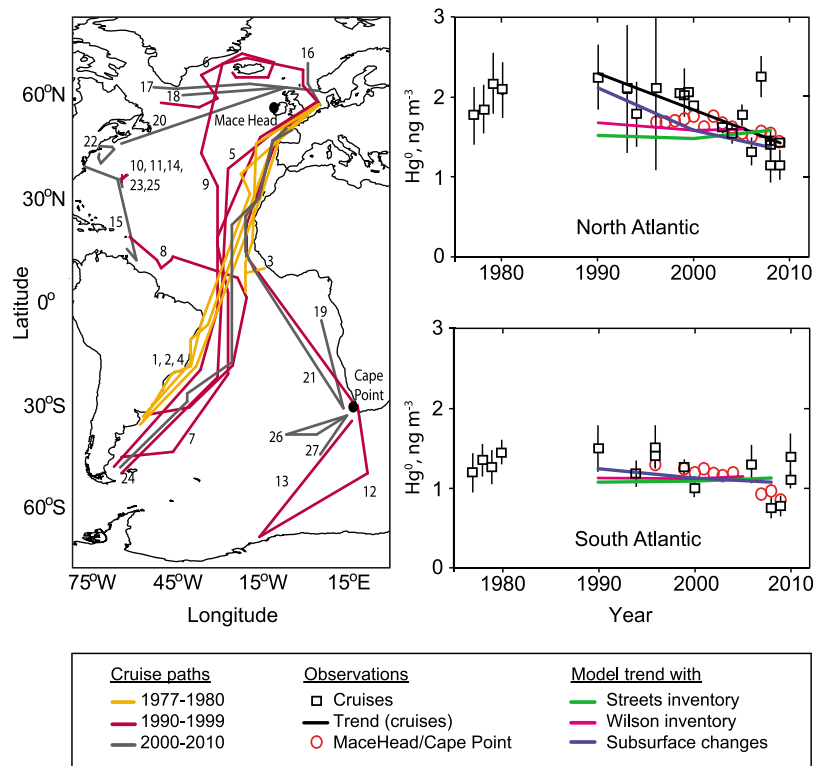 16
6
17
18
60°N
Mace Head
20
22
5
10, 11, 14,
23,25
9
30°N
15
8
3
0°
19
1, 2, 4
21
Cape
Point
30°S
7
26
27
24
13
12
60°S
75°W
45°W
15°W
15°E
Latitude
Longitude
3
2
1
0
Hg⁰, ng m⁻³
North Atlantic
1980
1990
2000
2010
3
2
1
0
Hg⁰, ng m⁻³
South Atlantic
1980
1990
2000
2010
Year
Cruise paths
1977-1980
1990-1999
2000-2010
Observations
Cruises
Trend (cruises)
MaceHead/Cape Point
Model trend with
Streets inventory
Wilson inventory
Subsurface changes